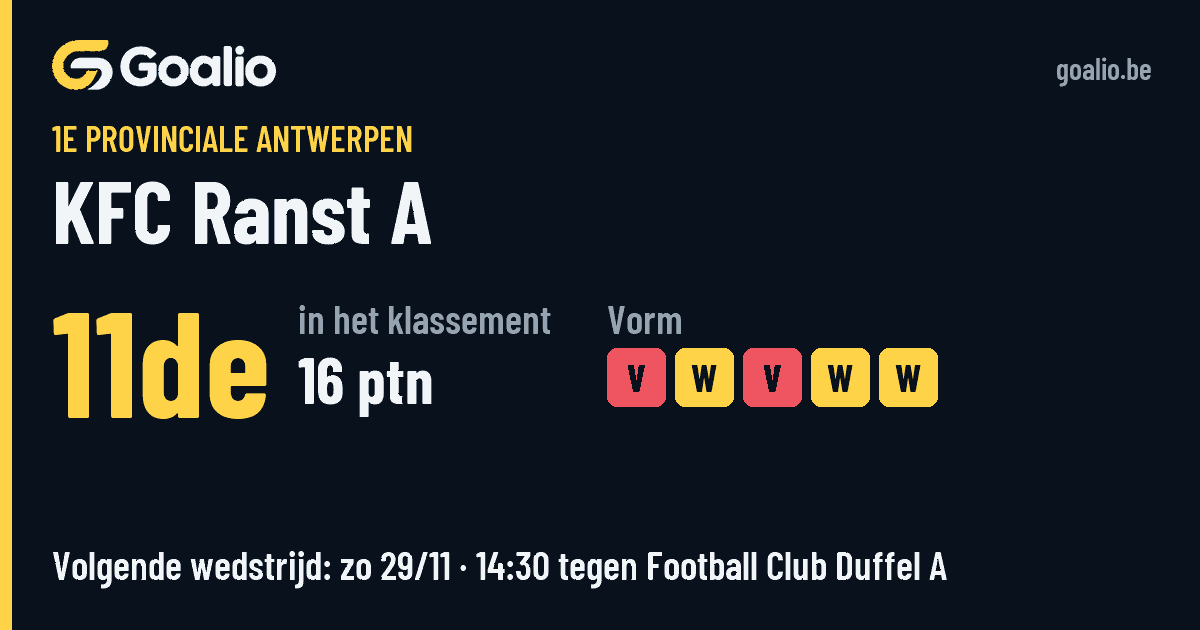 Goalio
goalio.be
1E PROVINCIALE ANTWERPEN
KFC Ranst A
11de
in het klassement
16 ptn
Vorm
V W V W W
Volgende wedstrijd: zo 29/11 · 14:30 tegen Football Club Duffel A